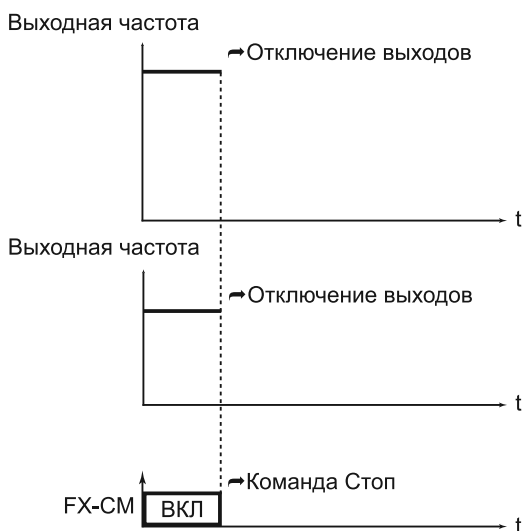 Выходная частота
Отключение выходов
t
Выходная частота
Отключение выходов
t
Команда Стоп
FX-CM ВКЛ
t